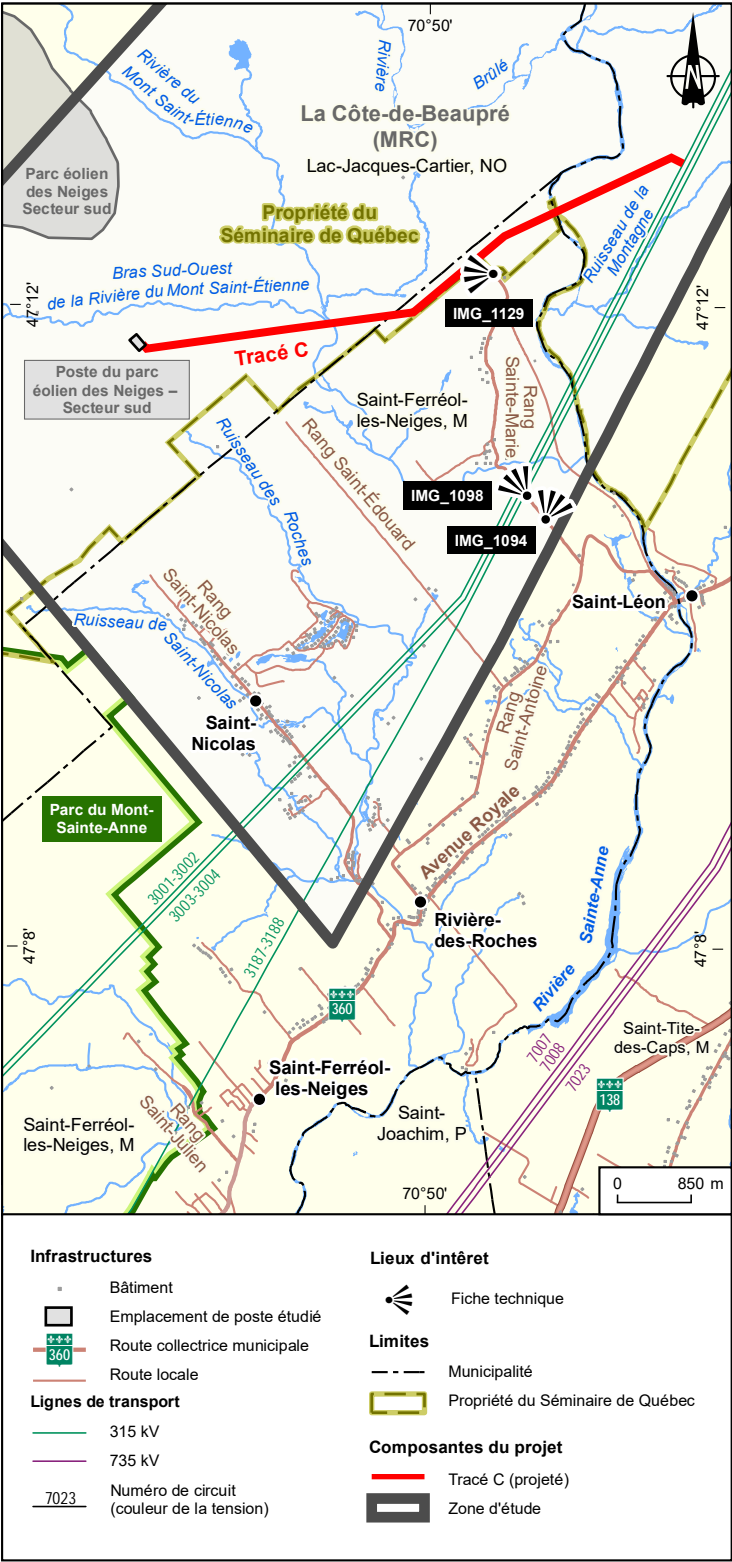 70°50'
Rivière du
Mont Saint-Étienne
Rivière
Brûlé
N
La Côte-de-Beaupré
(MRC)
Lac-Jacques-Cartier, NO
Parc éolien
des Neiges
Secteur sud
Propriété du
Séminaire de Québec
Ruisseau de la
Montagne
Bras Sud-Ouest
de la Rivière du Mont Saint-Étienne
47°12'
47°12'
IMG_1129
Tracé C
Poste du parc
éolien des Neiges –
Secteur sud
Saint-Ferréol-
les-Neiges, M
Rang
Sainte-Marie
Ruisseau des Roches
Rang Saint-Édouard
IMG_1098
IMG_1094
Rang
Saint-Nicolas
Saint-Léon
Ruisseau de
Saint-Nicolas
Saint-
Nicolas
Rang
Saint-Antoine
Parc du Mont-
Sainte-Anne
Avenue Royale
3001-3002
3003-3004
3187-3188
Rivière-
des-Roches
Rivière Sainte-Anne
47°8'
47°8'
360
Saint-Tite-
des-Caps, M
7007
7008
7023
138
Saint-Ferréol-
les-Neiges
Saint-Ferréol-
les-Neiges, M
Rang
Saint-Julien
Saint-
Joachim, P
70°50'
0 850 m
Infrastructures
Bâtiment
Emplacement de poste étudié
360 Route collectrice municipale
Route locale
Lignes de transport
315 kV
735 kV
7023 Numéro de circuit
(couleur de la tension)
Lieux d'intêret
Fiche technique
Limites
Municipalité
Propriété du Séminaire de Québec
Composantes du projet
Tracé C (projeté)
Zone d'étude